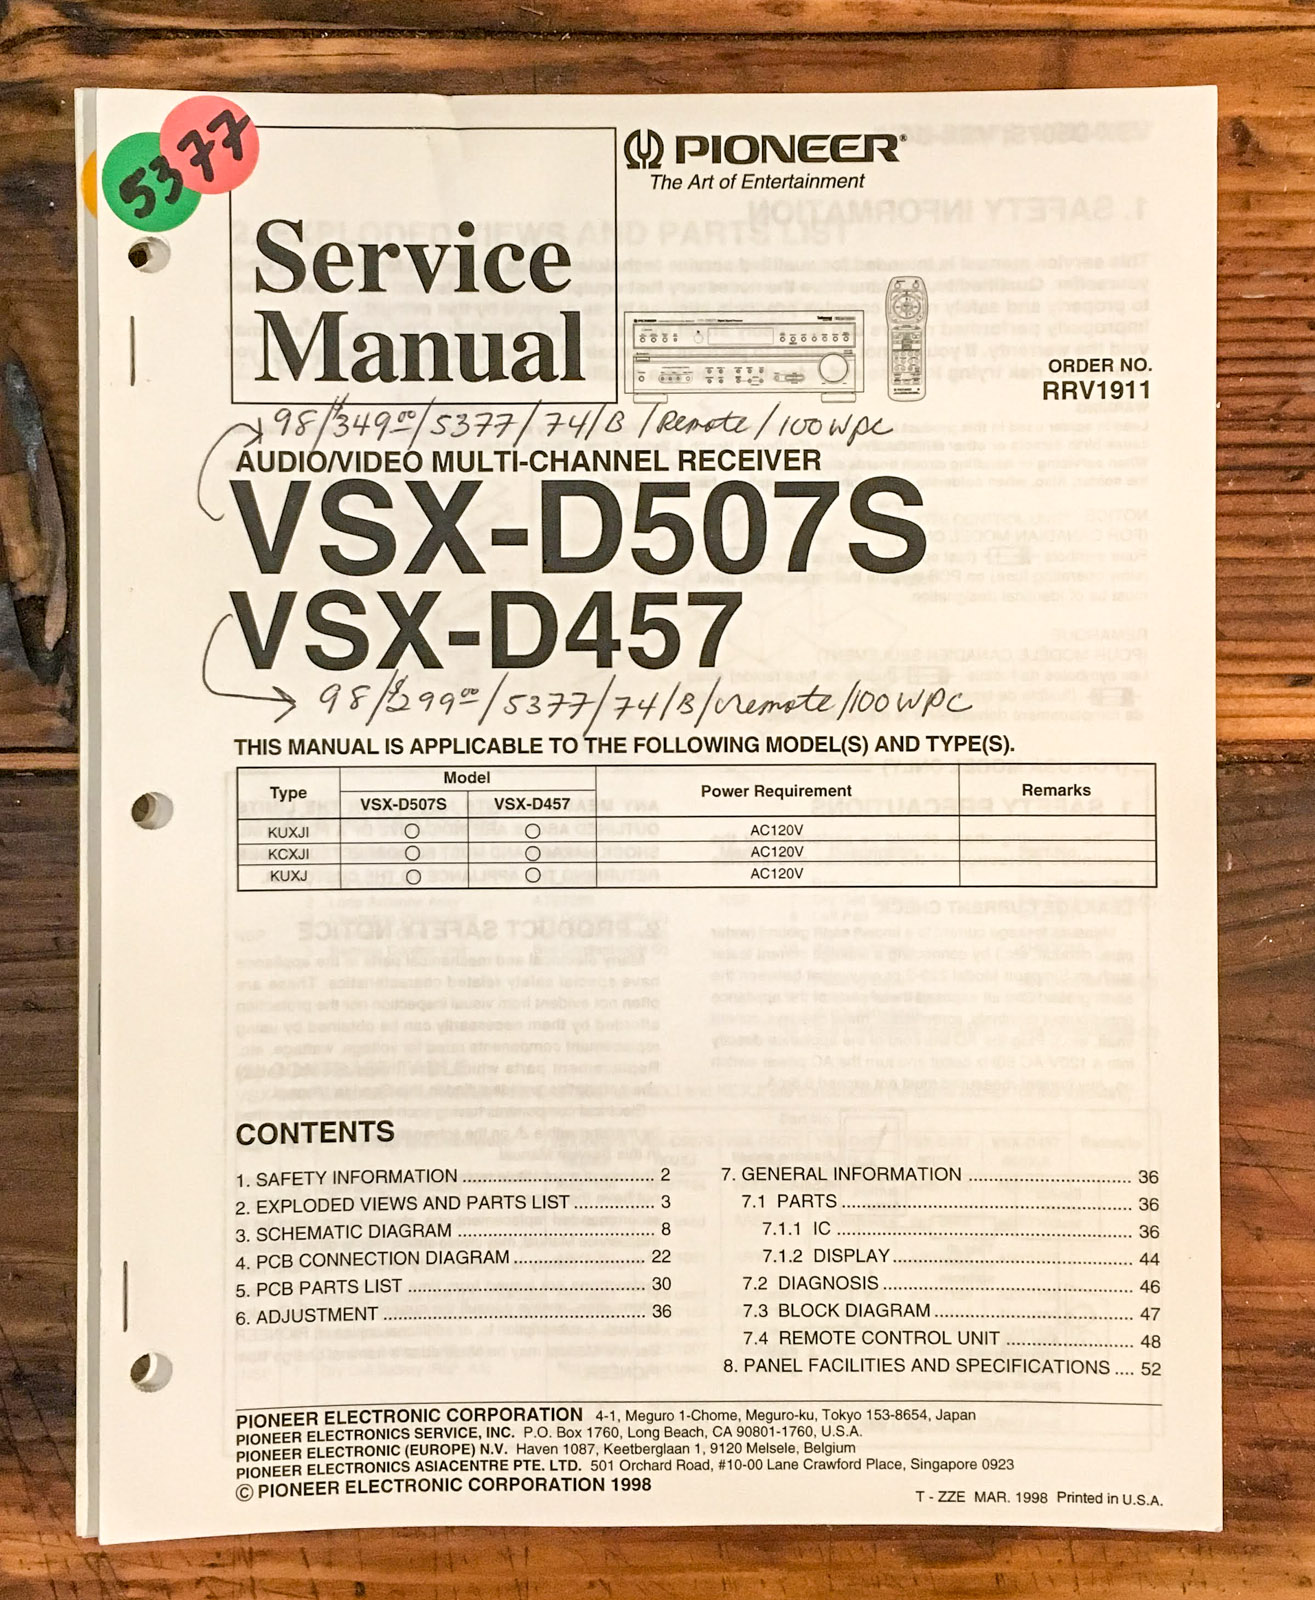 5377
PIONEER®
The Art of Entertainment
Service
Manual
ORDER NO.
RRV1911
98/$349.00/5377/74/B/Remote/100WPC
AUDIO/VIDEO MULTI-CHANNEL RECEIVER
VSX-D507S
VSX-D457
98/$299.00/5377/74/B/remote/100WPC
THIS MANUAL IS APPLICABLE TO THE FOLLOWING MODEL(S) AND TYPE(S).
Type Model Power Requirement Remarks
VSX-D507S VSX-D457
KUXJI ○ ○ AC120V
KCXJI ○ ○ AC120V
KUXJ ○ ○ AC120V
CONTENTS
1. SAFETY INFORMATION ........ 2
2. EXPLODED VIEWS AND PARTS LIST ........ 3
3. SCHEMATIC DIAGRAM ........ 8
4. PCB CONNECTION DIAGRAM ........ 22
5. PCB PARTS LIST ........ 30
6. ADJUSTMENT ........ 36
7. GENERAL INFORMATION ........ 36
7.1 PARTS ........ 36
7.1.1 IC ........ 36
7.1.2 DISPLAY ........ 44
7.2 DIAGNOSIS ........ 46
7.3 BLOCK DIAGRAM ........ 47
7.4 REMOTE CONTROL UNIT ........ 48
8. PANEL FACILITIES AND SPECIFICATIONS .... 52
PIONEER ELECTRONIC CORPORATION 4-1, Meguro 1-Chome, Meguro-ku, Tokyo 153-8654, Japan
PIONEER ELECTRONICS SERVICE, INC. P.O. Box 1760, Long Beach, CA 90801-1760, U.S.A.
PIONEER ELECTRONIC (EUROPE) N.V. Haven 1087, Keetberglaan 1, 9120 Melsele, Belgium
PIONEER ELECTRONICS ASIACENTRE PTE. LTD. 501 Orchard Road, #10-00 Lane Crawford Place, Singapore 0923
© PIONEER ELECTRONIC CORPORATION 1998
T - ZZE MAR. 1998 Printed in U.S.A.